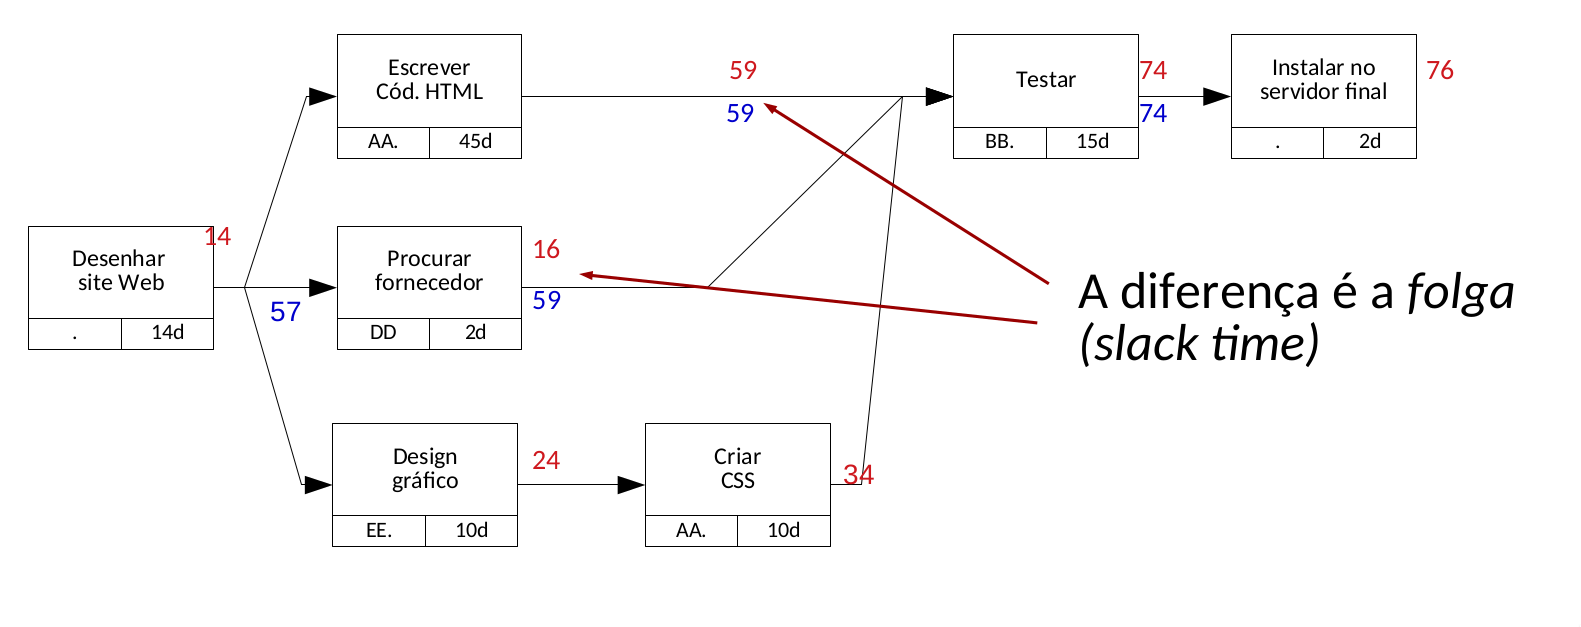 Escrever
Cód. HTML
AA.
45d
59
59
Testar
BB.
15d
74
74
Instalar no
servidor final
.
2d
76
Desenhar
site Web
.
14d
14
57
Procurar
fornecedor
DD
2d
16
59
A diferença é a folga
(slack time)
Design
gráfico
EE.
10d
24
Criar
CSS
AA.
10d
34